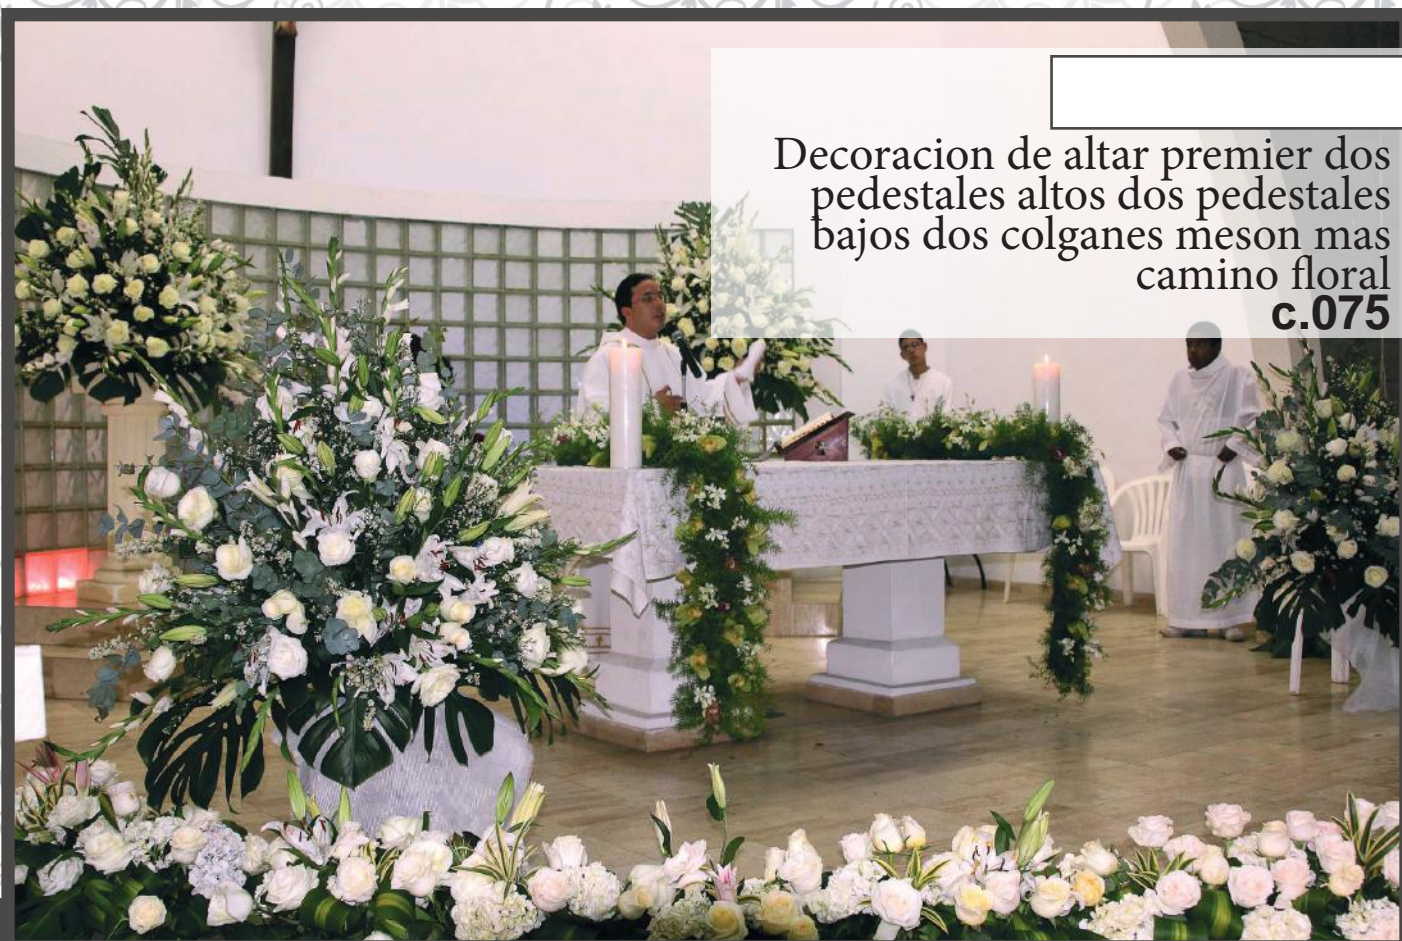 Decoracion de altar premier dos
pedestales altos dos pedestales
bajos dos colganes meson mas
camino floral
c.075